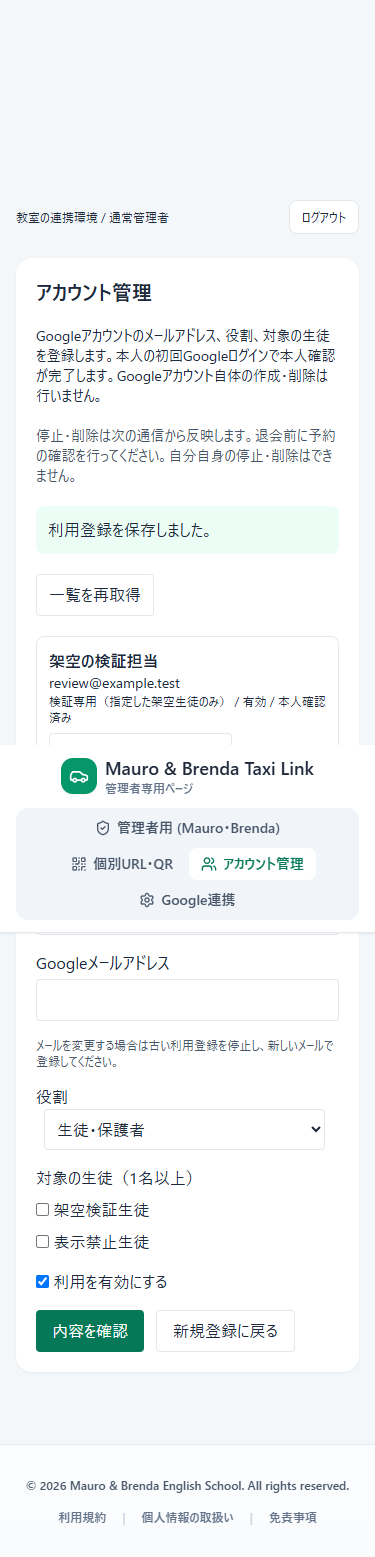 教室の連携環境 / 通常管理者
ログアウト
アカウント管理
Googleアカウントのメールアドレス、役割、対象の生徒
を登録します。本人の初回Googleログインで本人確認
が完了します。Googleアカウント自体の作成・削除は
行いません。
停止・削除は次の通信から反映します。退会前に予約
の確認を行ってください。自分自身の停止・削除はでき
ません。
利用登録を保存しました。
一覧を再取得
架空の検証担当
review@example.test
検証専用（指定した架空生徒のみ） / 有効 / 本人確認
済み
Mauro & Brenda Taxi Link
管理者専用ページ
管理者用 (Mauro・Brenda)
個別URL・QR
アカウント管理
Google連携
Googleメールアドレス
メールを変更する場合は古い利用登録を停止し、新しいメールで
登録してください。
役割
生徒・保護者
対象の生徒（1名以上）
架空検証生徒
表示禁止生徒
利用を有効にする
内容を確認
新規登録に戻る
© 2026 Mauro & Brenda English School. All rights reserved.
利用規約 | 個人情報の取扱い | 免責事項